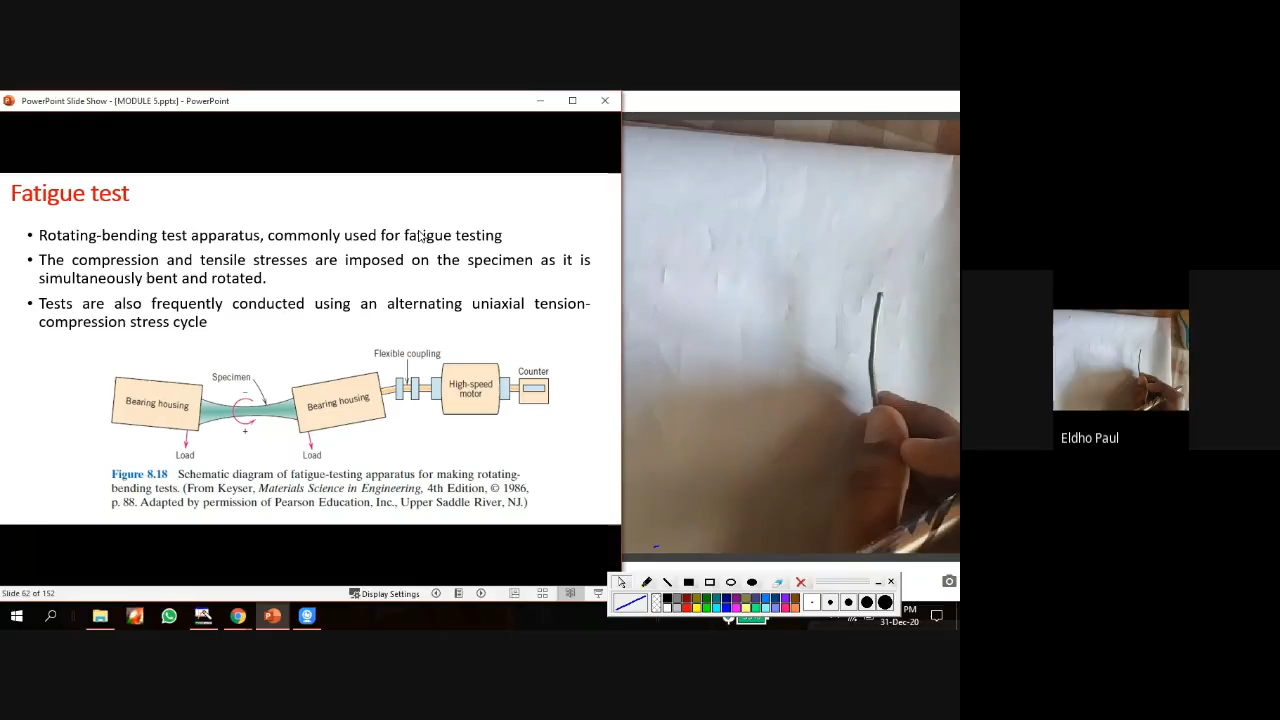 PowerPoint Slide Show - [MODULE 5.pptx] - PowerPoint
Fatigue test
• Rotating-bending test apparatus, commonly used for fatigue testing
• The compression and tensile stresses are imposed on the specimen as it is
simultaneously bent and rotated.
• Tests are also frequently conducted using an alternating uniaxial tension-
compression stress cycle
Flexible coupling
Specimen
High-speed
motor
Counter
Bearing housing
Bearing housing
−
+
Load
Load
Figure 8.18 Schematic diagram of fatigue-testing apparatus for making rotating-
bending tests. (From Keyser, Materials Science in Engineering, 4th Edition, © 1986,
p. 88. Adapted by permission of Pearson Education, Inc., Upper Saddle River, NJ.)
Eldho Paul
Slide 62 of 152
Display Settings
PM
31-Dec-20